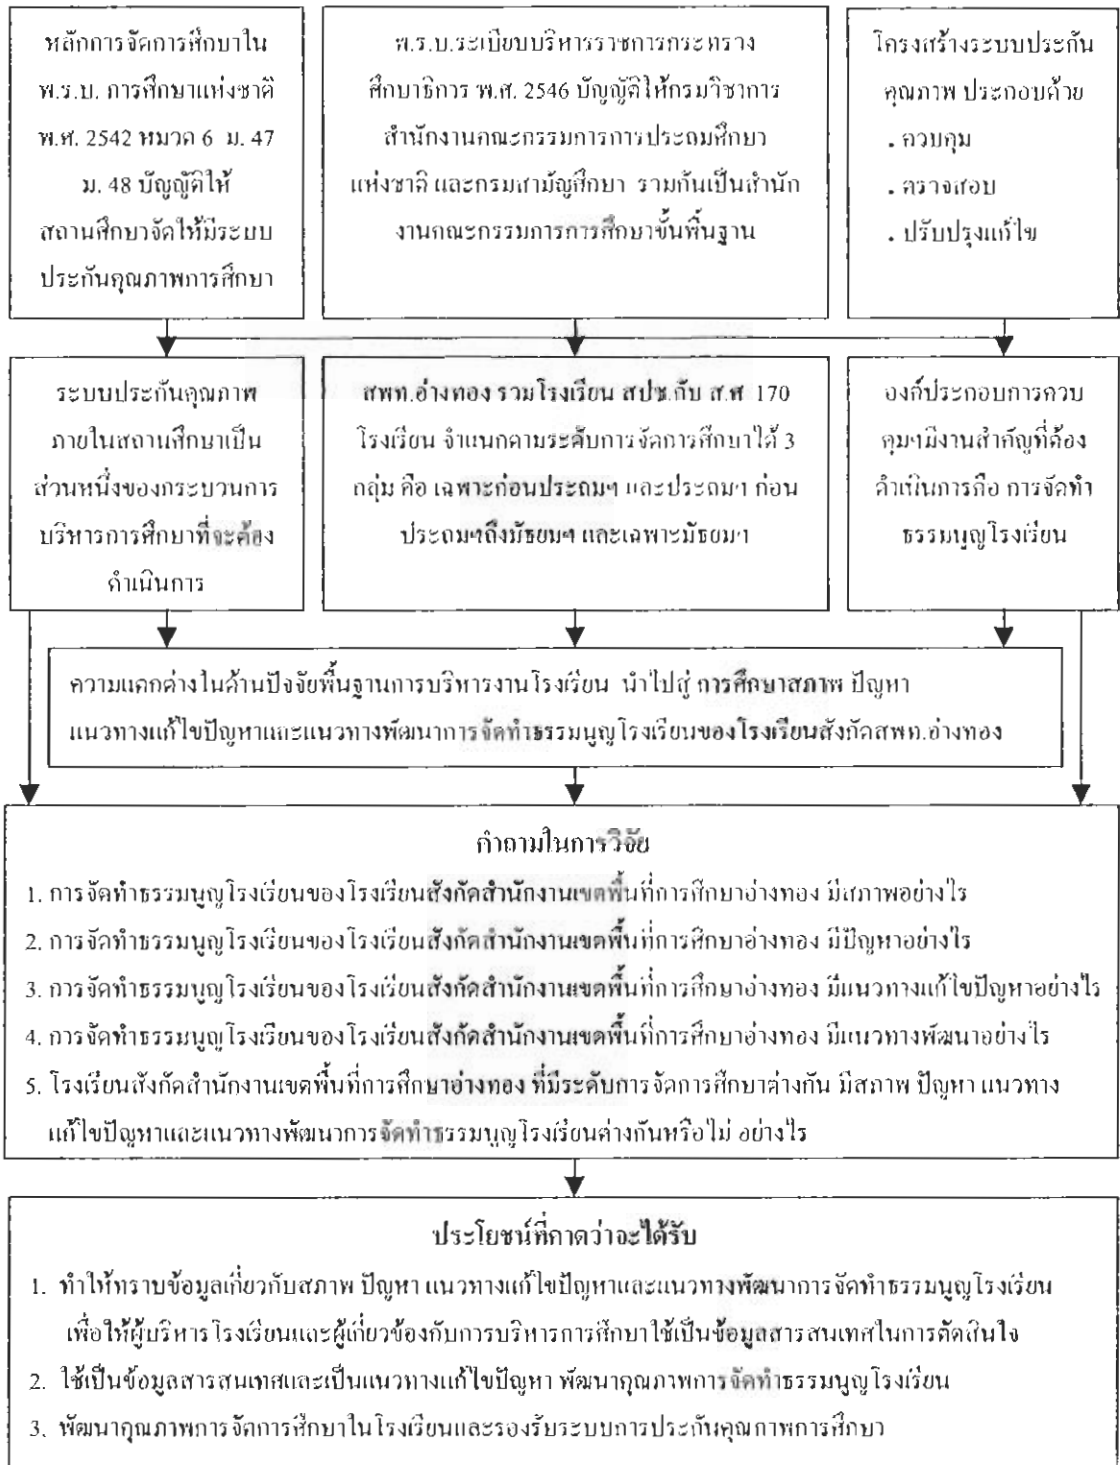 หลักการจัดการศึกษาใน
พ.ร.บ. การศึกษาแห่งชาติ
พ.ศ. 2542 หมวด 6 ม. 47
ม. 48 บัญญัติให้
สถานศึกษาจัดให้มีระบบ
ประกันคุณภาพการศึกษา
พ.ร.บ.ระเบียบบริหารราชการกระทรวง
ศึกษาธิการ พ.ศ. 2546 บัญญัติให้กรมวิชาการ
สำนักงานคณะกรรมการการประถมศึกษา
แห่งชาติ และกรมสามัญศึกษา รวมกันเป็นสำนัก
งานคณะกรรมการการศึกษาขั้นพื้นฐาน
โครงสร้างระบบประกัน
คุณภาพ ประกอบด้วย
. ควบคุม
. ตรวจสอบ
. ปรับปรุงแก้ไข
ระบบประกันคุณภาพ
ภายในสถานศึกษาเป็น
ส่วนหนึ่งของกระบวนการ
บริหารการศึกษาที่จะต้อง
ดำเนินการ
สพท.อ่างทอง รวมโรงเรียน สปช.กับ ส.ศ. 170
โรงเรียน จำแนกตามระดับการจัดการศึกษาได้ 3
กลุ่ม คือ เฉพาะก่อนประถมฯ และประถมฯ ก่อน
ประถมฯถึงมัธยมฯ และเฉพาะมัธยมฯ
องค์ประกอบการควบ
คุมฯมีงานสำคัญที่ต้อง
ดำเนินการคือ การจัดทำ
ธรรมนูญโรงเรียน
ความแตกต่างในด้านปัจจัยพื้นฐานการบริหารงานโรงเรียน นำไปสู่ การศึกษาสภาพ ปัญหา
แนวทางแก้ไขปัญหาและแนวทางพัฒนาการจัดทำธรรมนูญโรงเรียนของโรงเรียนสังกัดสพท.อ่างทอง
คำถามในการวิจัย
1. การจัดทำธรรมนูญโรงเรียนของโรงเรียนสังกัดสำนักงานเขตพื้นที่การศึกษาอ่างทอง มีสภาพอย่างไร
2. การจัดทำธรรมนูญโรงเรียนของโรงเรียนสังกัดสำนักงานเขตพื้นที่การศึกษาอ่างทอง มีปัญหาอย่างไร
3. การจัดทำธรรมนูญโรงเรียนของโรงเรียนสังกัดสำนักงานเขตพื้นที่การศึกษาอ่างทอง มีแนวทางแก้ไขปัญหาอย่างไร
4. การจัดทำธรรมนูญโรงเรียนของโรงเรียนสังกัดสำนักงานเขตพื้นที่การศึกษาอ่างทอง มีแนวทางพัฒนาอย่างไร
5. โรงเรียนสังกัดสำนักงานเขตพื้นที่การศึกษาอ่างทอง ที่มีระดับการจัดการศึกษาต่างกัน มีสภาพ ปัญหา แนวทาง
แก้ไขปัญหาและแนวทางพัฒนาการจัดทำธรรมนูญโรงเรียนต่างกันหรือไม่ อย่างไร
ประโยชน์ที่คาดว่าจะได้รับ
1. ทำให้ทราบข้อมูลเกี่ยวกับสภาพ ปัญหา แนวทางแก้ไขปัญหาและแนวทางพัฒนาการจัดทำธรรมนูญโรงเรียน
เพื่อให้ผู้บริหารโรงเรียนและผู้เกี่ยวข้องกับการบริหารการศึกษาใช้เป็นข้อมูลสารสนเทศในการตัดสินใจ
2. ใช้เป็นข้อมูลสารสนเทศและเป็นแนวทางแก้ไขปัญหา พัฒนาคุณภาพการจัดทำธรรมนูญโรงเรียน
3. พัฒนาคุณภาพการจัดการศึกษาในโรงเรียนและรองรับระบบการประกันคุณภาพการศึกษา